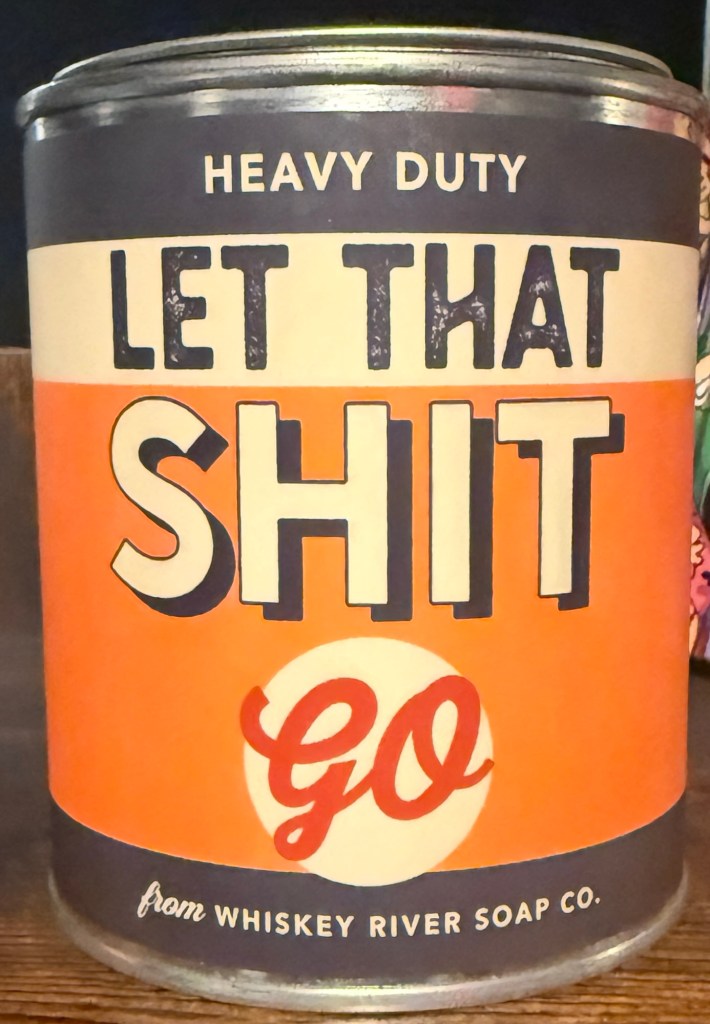 HEAVY DUTY
LET THAT
SHIT
GO
from WHISKEY RIVER SOAP CO.